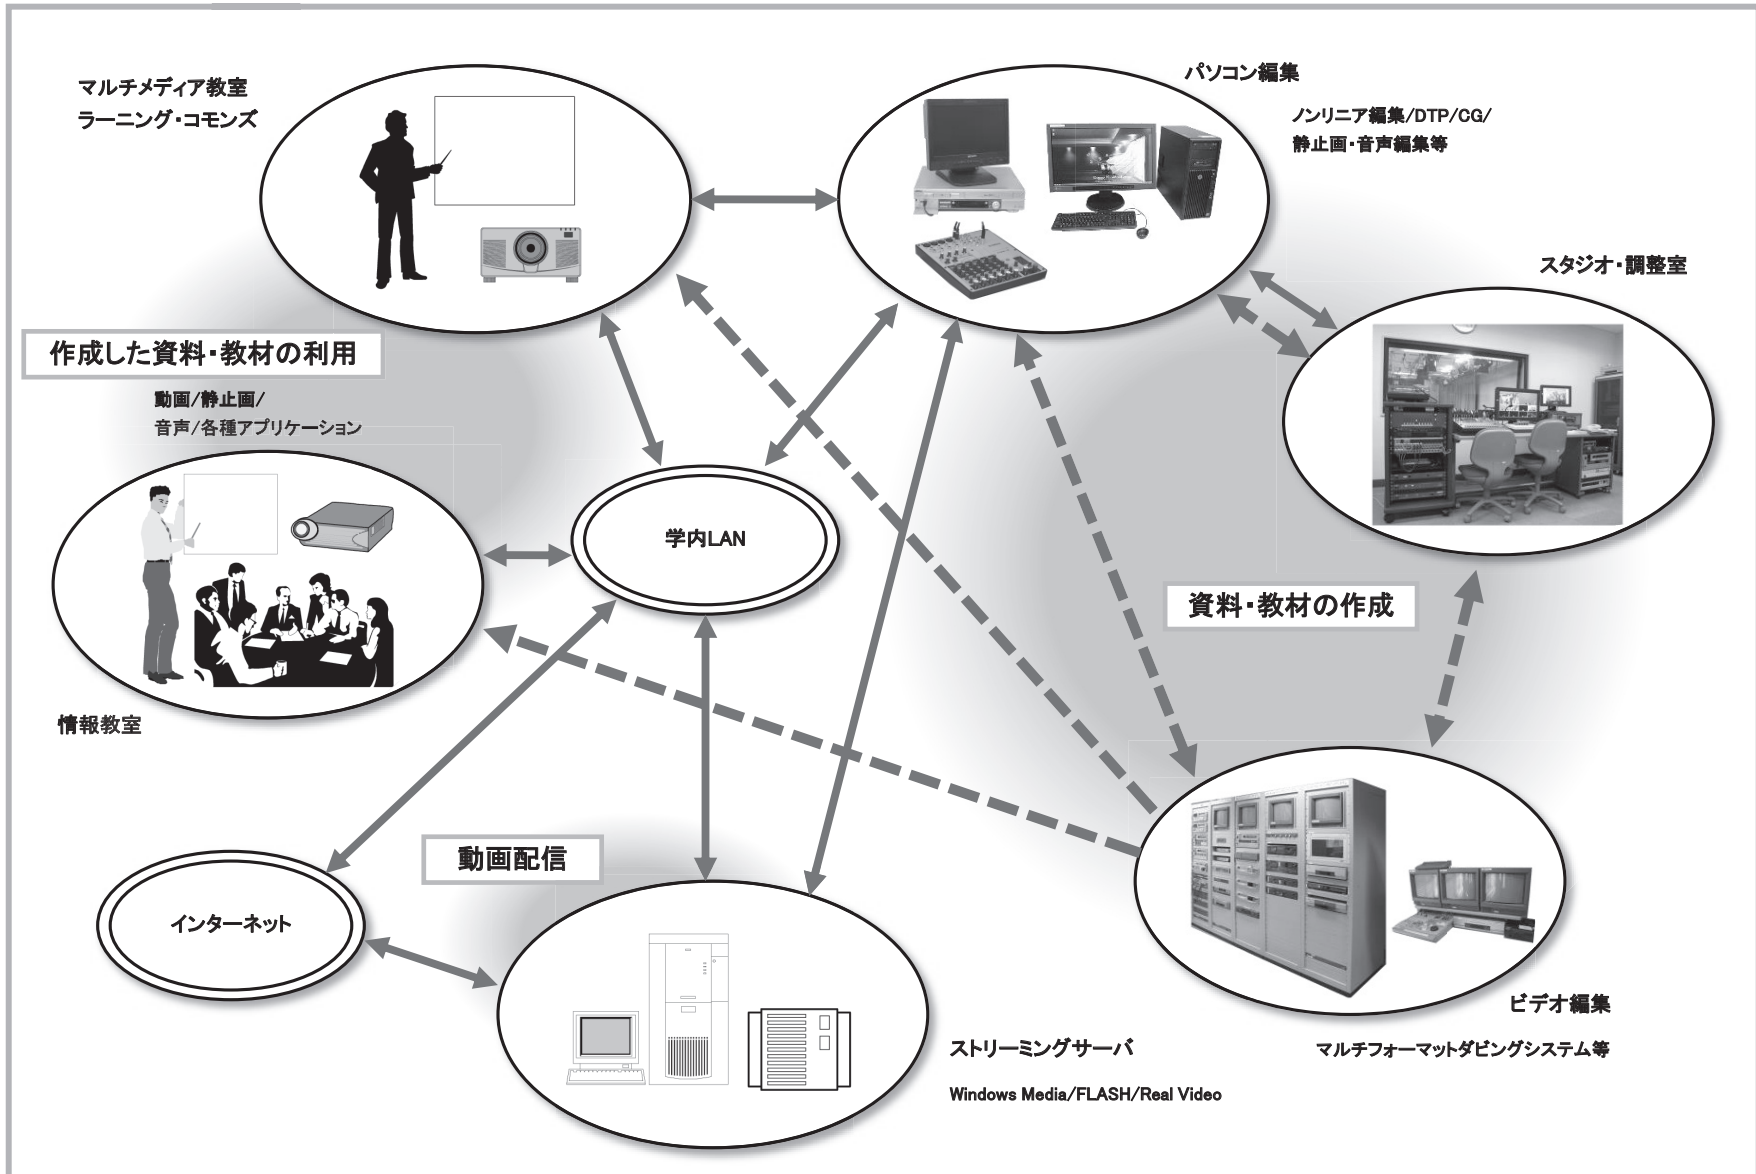 マルチメディア教室
ラーニング・コモンズ
パソコン編集
ノンリニア編集/DTP/CG/
静止画・音声編集等
スタジオ・調整室
作成した資料・教材の利用
動画/静止画/
音声/各種アプリケーション
学内LAN
資料・教材の作成
情報教室
動画配信
インターネット
ビデオ編集
マルチフォーマットダビングシステム等
ストリーミングサーバ
Windows Media/FLASH/Real Video